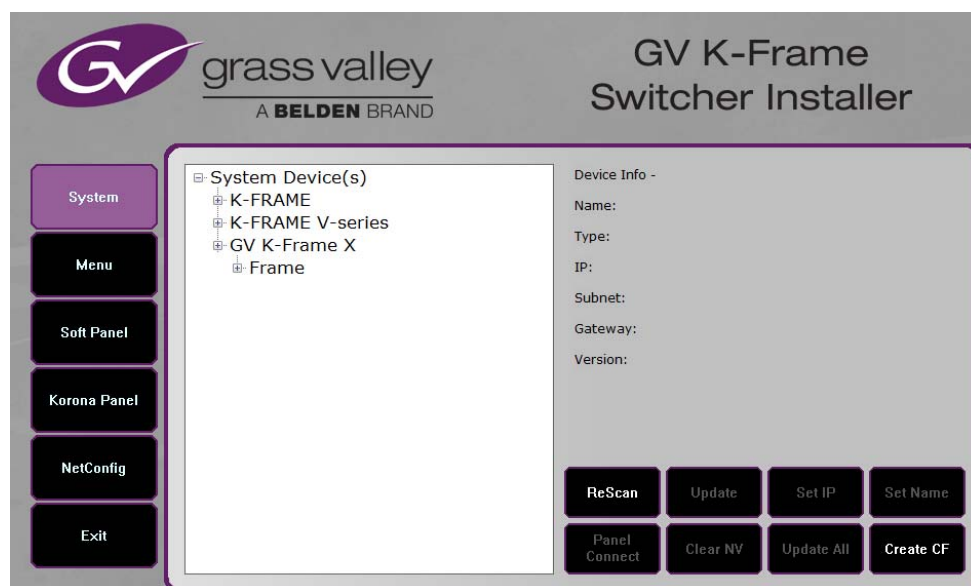 GV
grass valley
A BELDEN BRAND
GV K-Frame
Switcher Installer
System
Menu
Soft Panel
Korona Panel
NetConfig
Exit
System Device(s)
K-FRAME
K-FRAME V-series
GV K-Frame X
Frame
Device Info -
Name:
Type:
IP:
Subnet:
Gateway:
Version:
ReScan
Update
Set IP
Set Name
Panel
Connect
Clear NV
Update All
Create CF